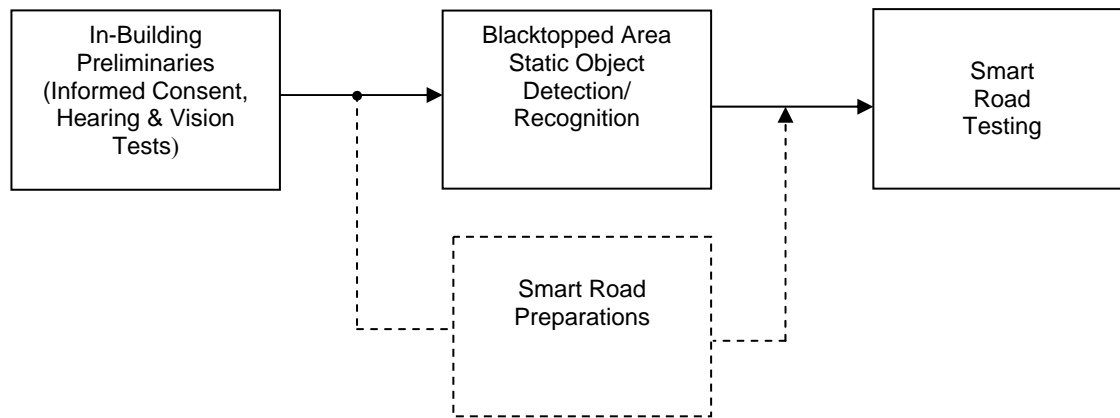 In-Building
Preliminaries
(Informed Consent,
Hearing & Vision
Tests)
Blacktopped Area
Static Object
Detection/
Recognition
Smart
Road
Testing
Smart Road
Preparations